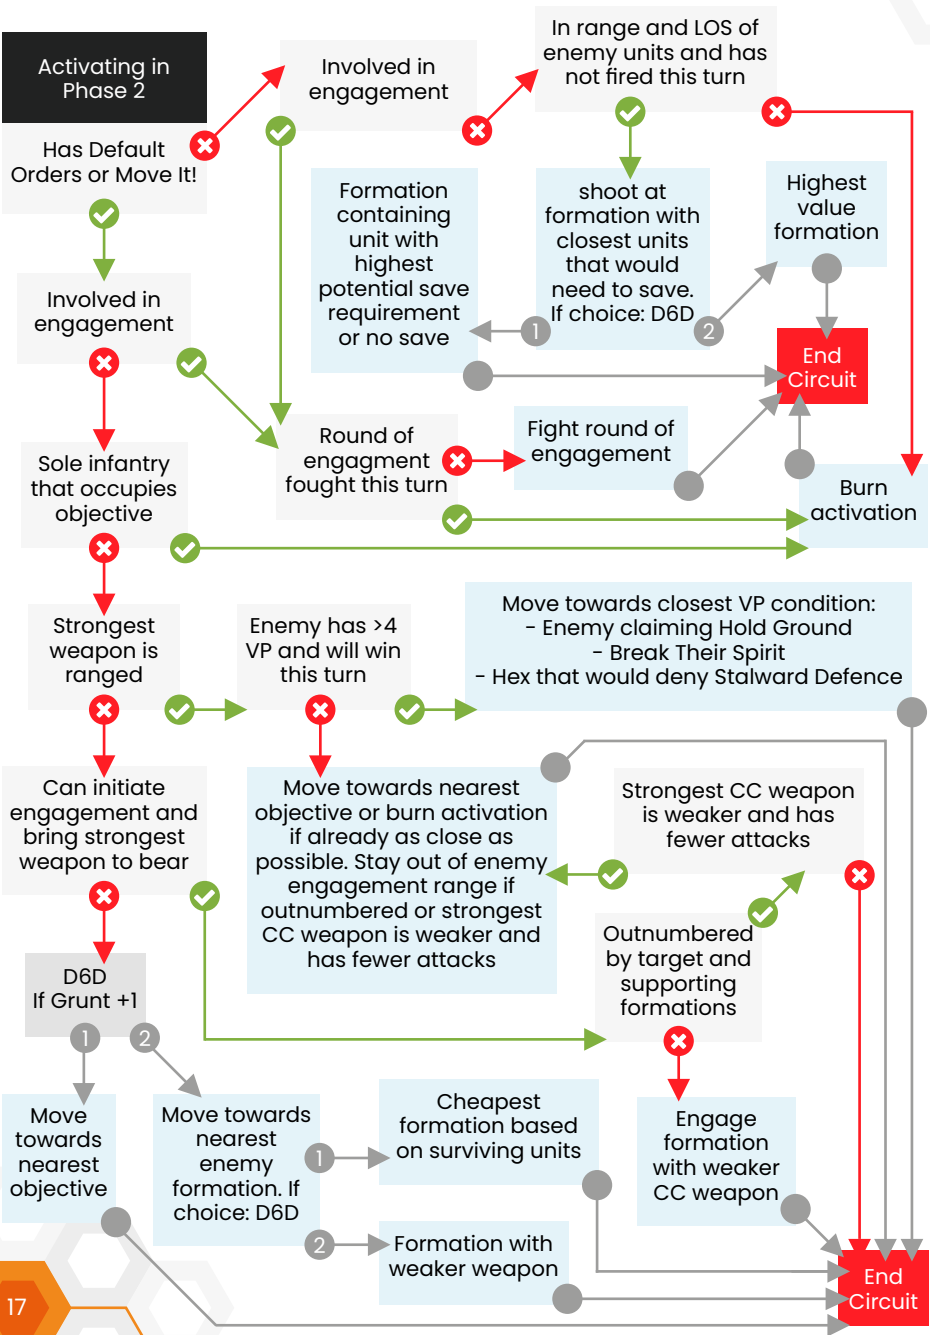 Activating in
Phase 2
Has Default
Orders or Move It!
Involved in
engagement
In range and LOS of
enemy units and has
not fired this turn
Formation
containing
unit with
highest
potential save
requirement
or no save
shoot at
formation with
closest units
that would
need to save.
If choice: D6D
1
2
Highest
value
formation
End
Circuit
Involved in
engagement
Round of
engagment
fought this turn
Fight round of
engagement
Burn
activation
Sole infantry
that occupies
objective
Strongest
weapon is
ranged
Enemy has >4
VP and will win
this turn
Move towards closest VP condition:
- Enemy claiming Hold Ground
- Break Their Spirit
- Hex that would deny Stalward Defence
Can initiate
engagement and
bring strongest
weapon to bear
Move towards nearest
objective or burn activation
if already as close as
possible. Stay out of enemy
engagement range if
outnumbered or strongest
CC weapon is weaker and
has fewer attacks
Strongest CC weapon
is weaker and has
fewer attacks
Outnumbered
by target and
supporting
formations
D6D
If Grunt +1
1
2
Move
towards
nearest
objective
Move towards
nearest
enemy
formation. If
choice: D6D
1
2
Cheapest
formation based
on surviving units
Formation with
weaker weapon
Engage
formation
with weaker
CC weapon
End
Circuit
17